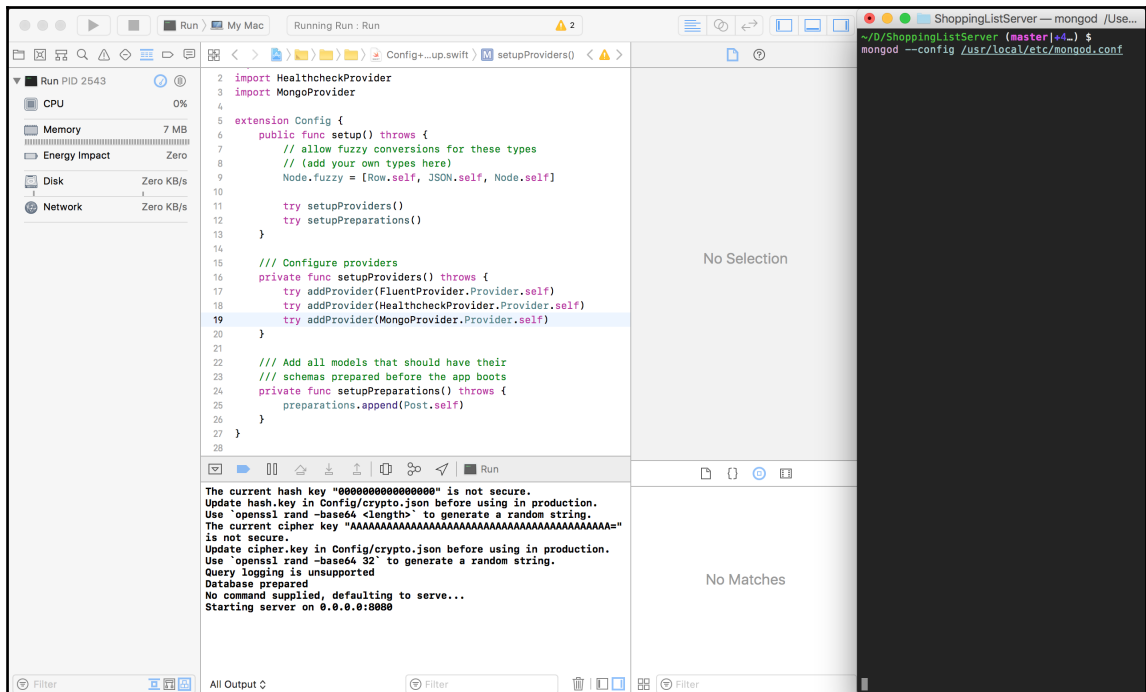 Run  My Mac
Running Run : Run
2
ShoppingListServer — mongod /Use...
Config+...up.swift
M setupProviders()
Run PID 2543
CPU 0%
Memory 7 MB
Energy Impact Zero
Disk Zero KB/s
Network Zero KB/s
Filter
2 import HealthcheckProvider
3 import MongoProvider
4
5 extension Config {
6 public func setup() throws {
7 // allow fuzzy conversions for these types
8 // (add your own types here)
9 Node.fuzzy = [Row.self, JSON.self, Node.self]
10
11 try setupProviders()
12 try setupPreparations()
13 }
14
15 /// Configure providers
16 private func setupProviders() throws {
17 try addProvider(FluentProvider.Provider.self)
18 try addProvider(HealthcheckProvider.Provider.self)
19 try addProvider(MongoProvider.Provider.self)
20 }
21
22 /// Add all models that should have their
23 /// schemas prepared before the app boots
24 private func setupPreparations() throws {
25 preparations.append(Post.self)
26 }
27 }
28
Run
The current hash key "0000000000000000" is not secure.
Update hash.key in Config/crypto.json before using in production.
Use `openssl rand -base64 <length>` to generate a random string.
The current cipher key "AAAAAAAAAAAAAAAAAAAAAAAAAAAAAAAAAAAAAAAAAAA="
is not secure.
Update cipher.key in Config/crypto.json before using in production.
Use `openssl rand -base64 32` to generate a random string.
Query logging is unsupported
Database prepared
No command supplied, defaulting to serve...
Starting server on 0.0.0.0:8080
All Output
Filter
No Selection
No Matches
Filter
~/D/ShoppingListServer (master|+4…) $
mongod --config /usr/local/etc/mongod.conf